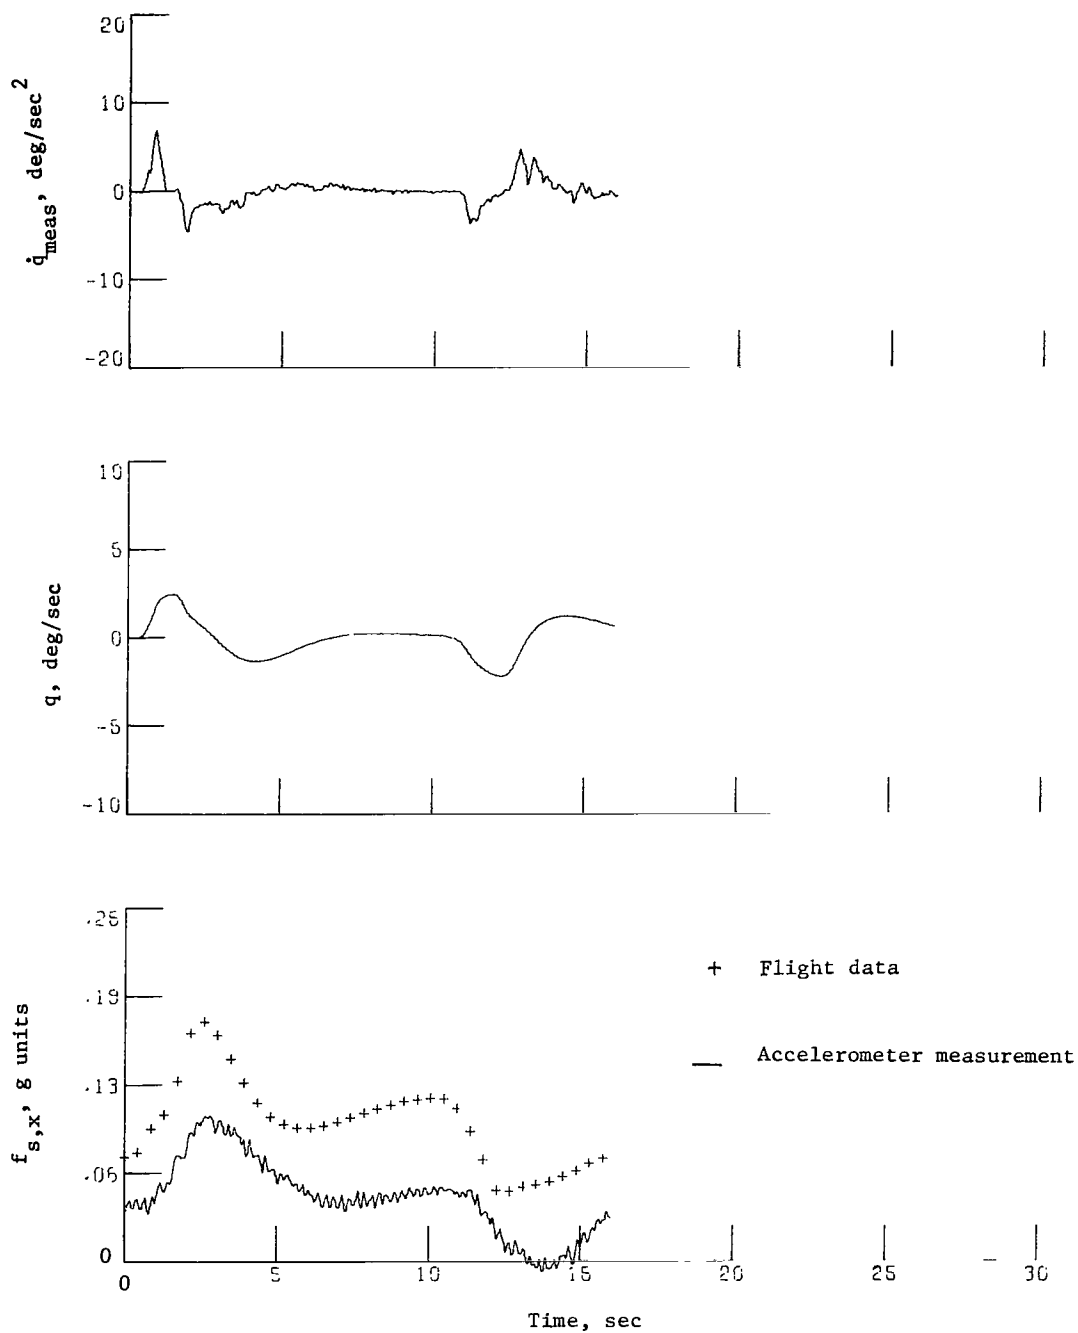 20
10
0
-10
-20
q̇meas, deg/sec2
10
5
0
-5
-10
q, deg/sec
.26
.19
.13
.06
0
fs,x, g units
+ Flight data
— Accelerometer measurement
0 5 10 15 20 25 30
Time, sec